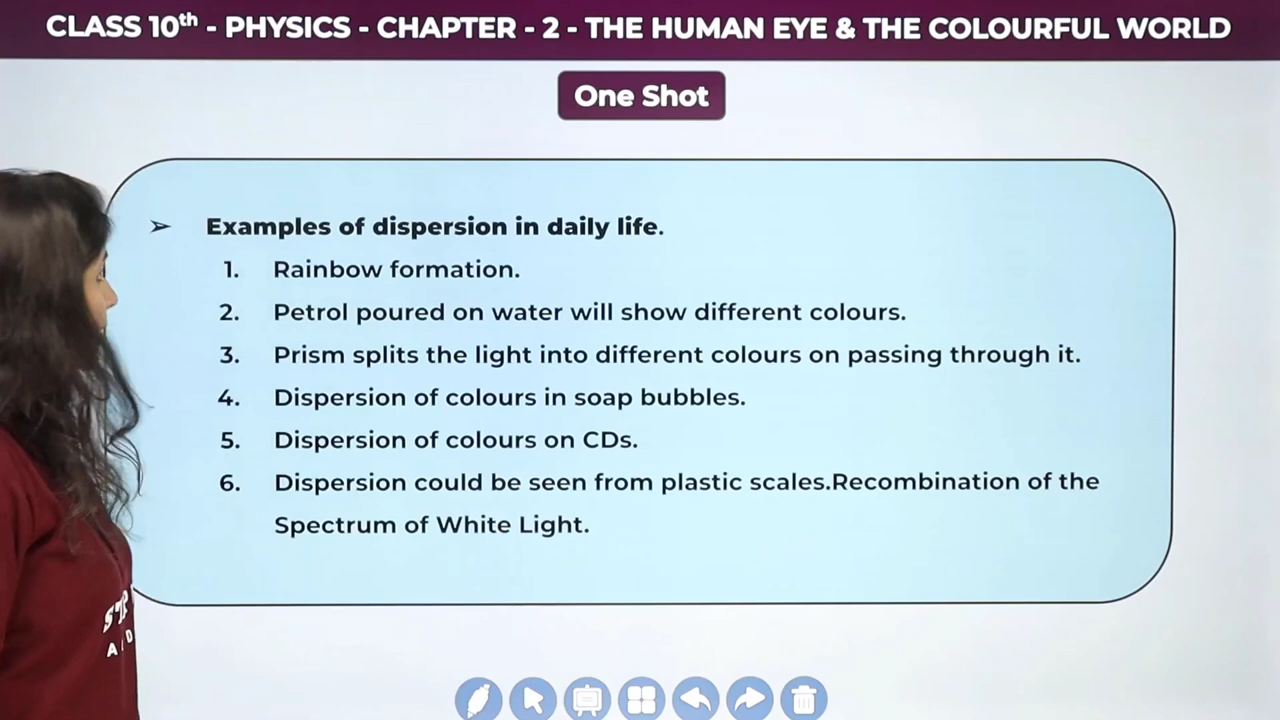 CLASS 10th - PHYSICS - CHAPTER - 2 - THE HUMAN EYE & THE COLOURFUL WORLD
One Shot
➢ Examples of dispersion in daily life.
1. Rainbow formation.
2. Petrol poured on water will show different colours.
3. Prism splits the light into different colours on passing through it.
4. Dispersion of colours in soap bubbles.
5. Dispersion of colours on CDs.
6. Dispersion could be seen from plastic scales.Recombination of the
Spectrum of White Light.